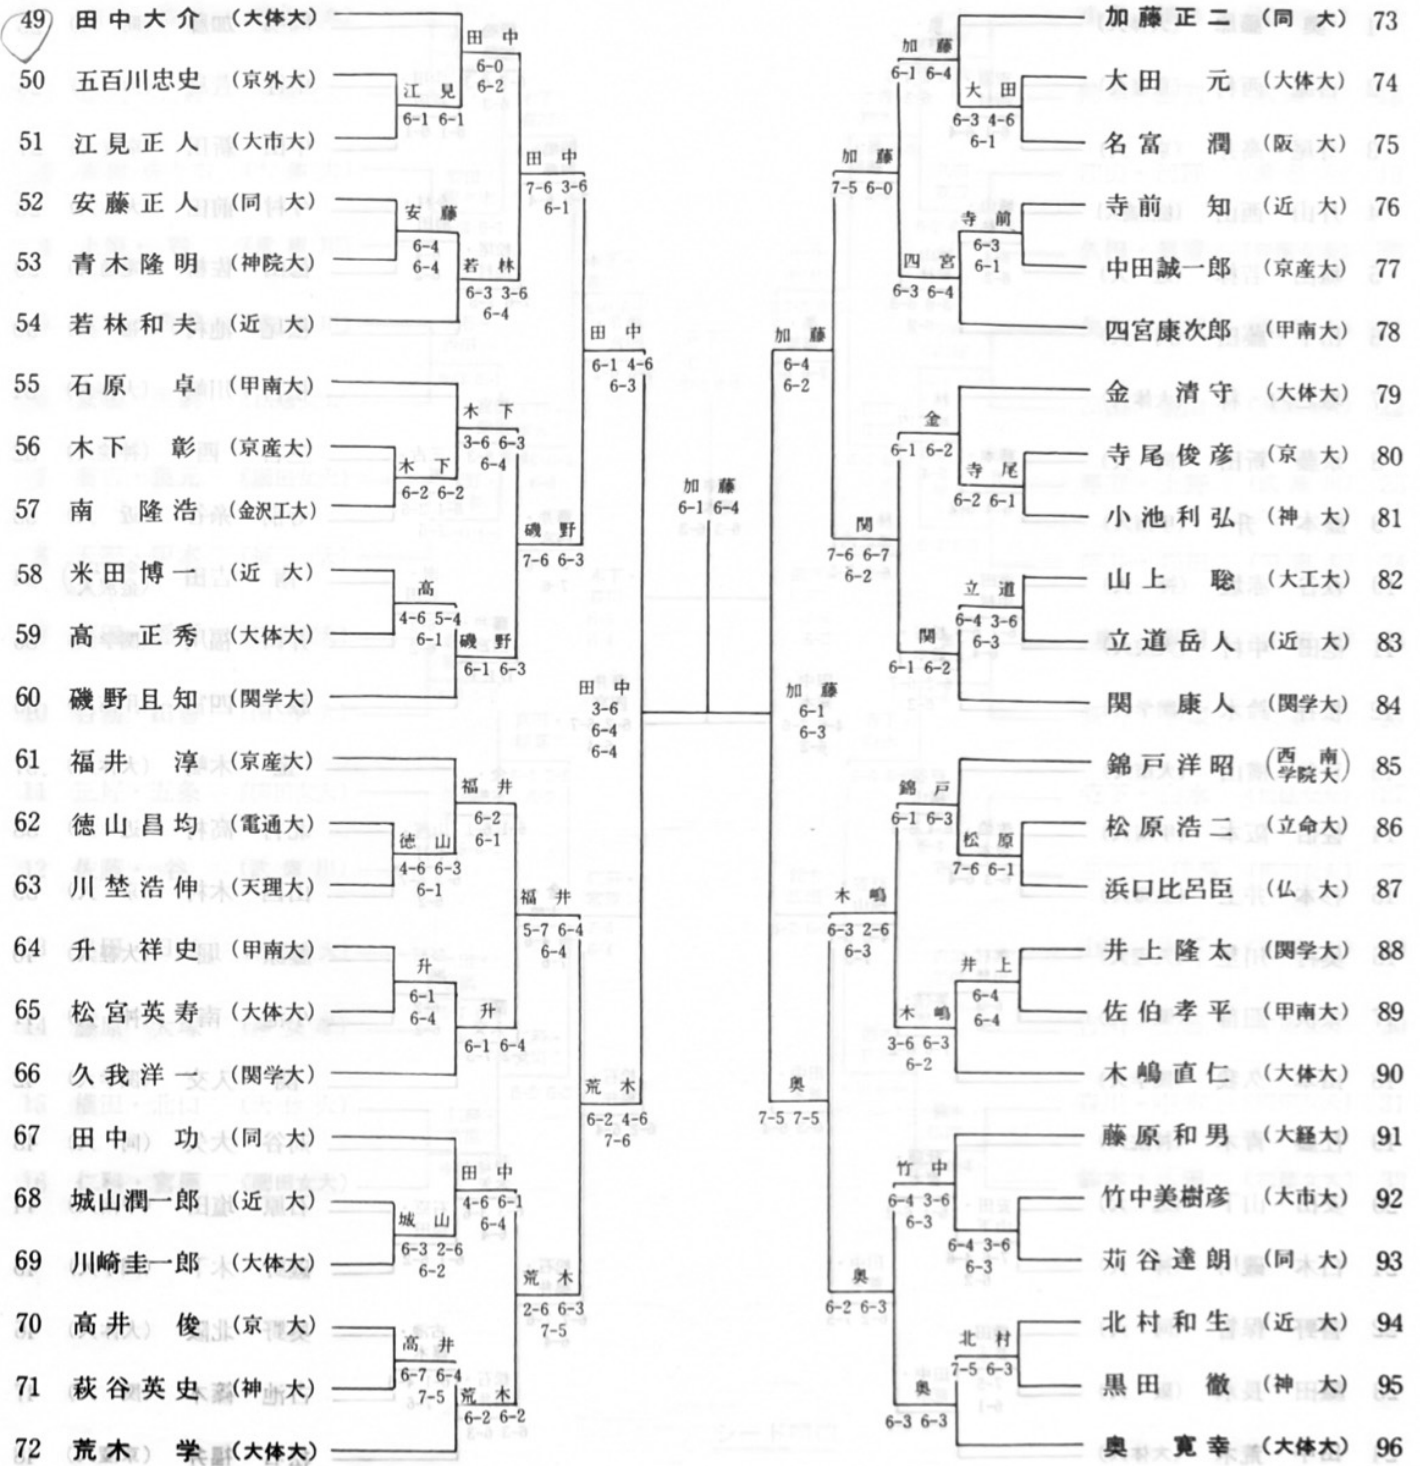 49 田中大介 (大体大)
50 五百川忠史 (京外大)
51 江見正人 (大市大)
52 安藤正人 (同 大)
53 青木隆明 (神院大)
54 若林和夫 (近 大)
55 石原 卓 (甲南大)
56 木下 彰 (京産大)
57 南 隆浩 (金沢工大)
58 米田博一 (近 大)
59 高 正秀 (大体大)
60 磯野且知 (関学大)
61 福井 淳 (京産大)
62 徳山昌均 (電通大)
63 川埜浩伸 (天理大)
64 升 祥史 (甲南大)
65 松宮英寿 (大体大)
66 久我洋一 (関学大)
67 田中 功 (同 大)
68 城山潤一郎 (近 大)
69 川崎圭一郎 (大体大)
70 高井 俊 (京 大)
71 萩谷英史 (神 大)
72 荒木 学 (大体大)
江見
6-1 6-1
安藤
6-4
6-4
木下
6-2 6-2
高
4-6 5-4
6-1
徳山
4-6 6-3
6-1
升
6-1
6-4
城山
6-3 2-6
6-2
高井
6-7 6-4
7-5
田中
6-0
6-2
若林
6-3 3-6
6-4
木下
3-6 6-3
6-4
磯野
6-1 6-3
福井
6-2
6-1
升
6-1 6-4
田中
4-6 6-1
6-4
荒木
6-2 6-2
田中
7-6 3-6
6-1
磯野
7-6 6-3
福井
5-7 6-4
6-4
荒木
2-6 6-3
7-5
田中
6-1 4-6
6-3
荒木
6-2 4-6
7-6
田中
3-6
6-4
6-4
加藤
6-1 6-4
加藤
6-1
6-3
加藤
6-4
6-2
奥
7-5 7-5
加藤
7-5 6-0
関
7-6 6-7
6-2
木嶋
6-3 2-6
6-3
奥
6-2 6-3
加藤
6-1 6-4
四宮
6-3 6-4
金
6-1 6-2
関
6-1 6-2
錦戸
6-1 6-3
木嶋
3-6 6-3
6-2
竹中
6-4 3-6
6-3
奥
6-3 6-3
大田
6-3 4-6
6-1
寺前
6-3
6-1
寺尾
6-2 6-1
立道
6-4 3-6
6-3
松原
7-6 6-1
井上
6-4
6-4
6-4 3-6
6-3
北村
7-5 6-3
加藤正二 (同 大) 73
大田 元 (大体大) 74
名富 潤 (阪 大) 75
寺前 知 (近 大) 76
中田誠一郎 (京産大) 77
四宮康次郎 (甲南大) 78
金 清守 (大体大) 79
寺尾俊彦 (京 大) 80
小池利弘 (神 大) 81
山上 聡 (大工大) 82
立道岳人 (近 大) 83
関 康人 (関学大) 84
錦戸洋昭 (西南学院大) 85
松原浩二 (立命大) 86
浜口比呂臣 (仏 大) 87
井上隆太 (関学大) 88
佐伯孝平 (甲南大) 89
木嶋直仁 (大体大) 90
藤原和男 (大経大) 91
竹中美樹彦 (大市大) 92
苅谷達朗 (同 大) 93
北村和生 (近 大) 94
黒田 徹 (神 大) 95
奥 寛幸 (大体大) 96